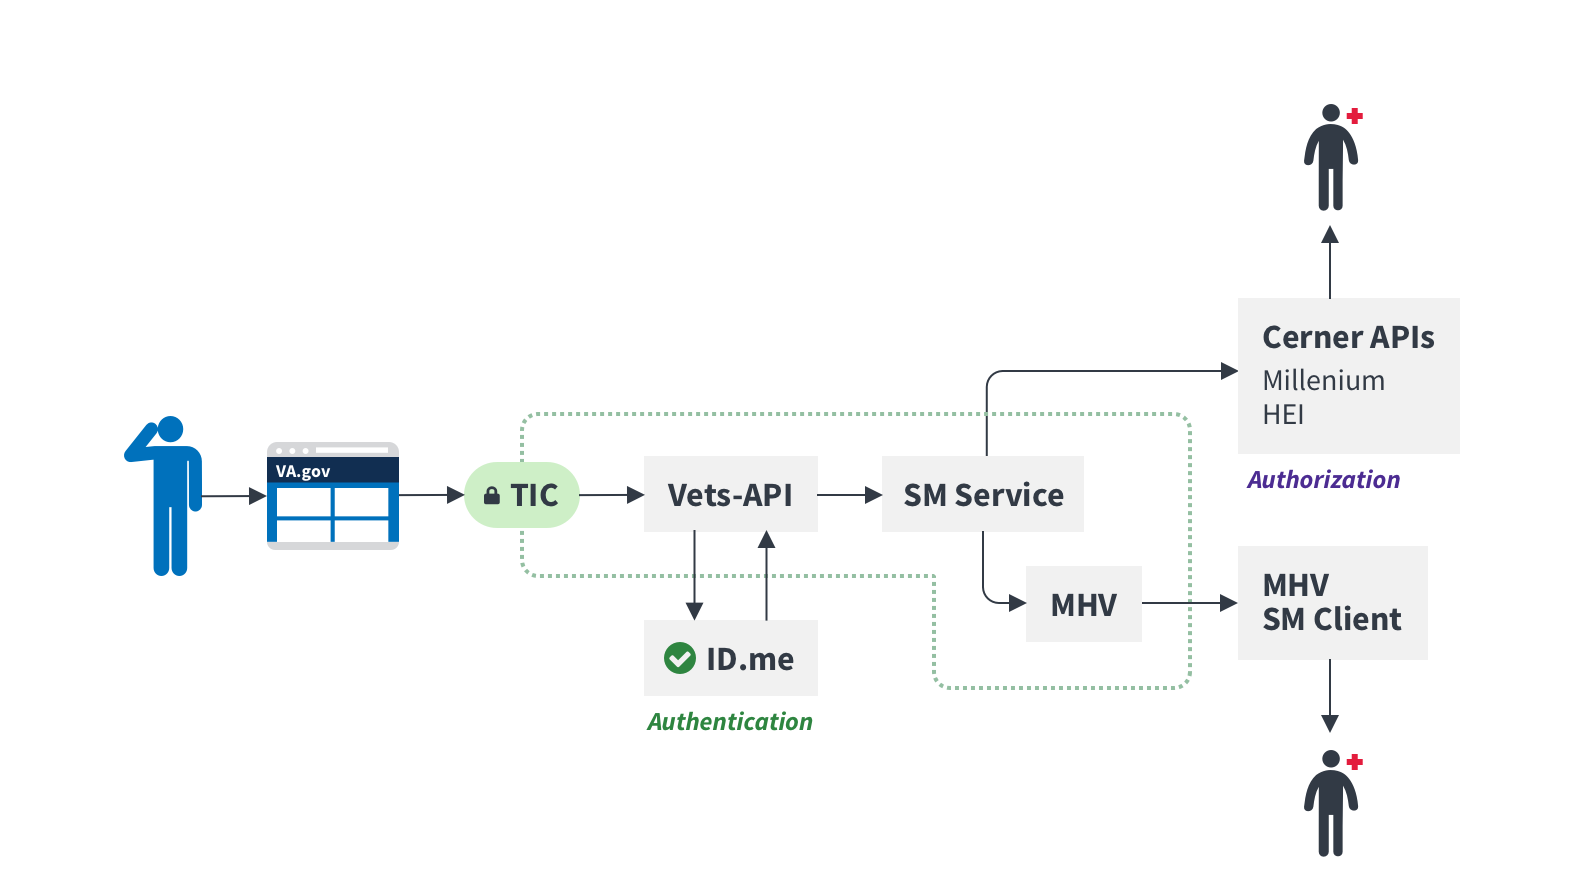 VA.gov
TIC
Vets-API
SM Service
Cerner APIs
Millenium
HEI
Authorization
MHV
MHV
SM Client
ID.me
Authentication